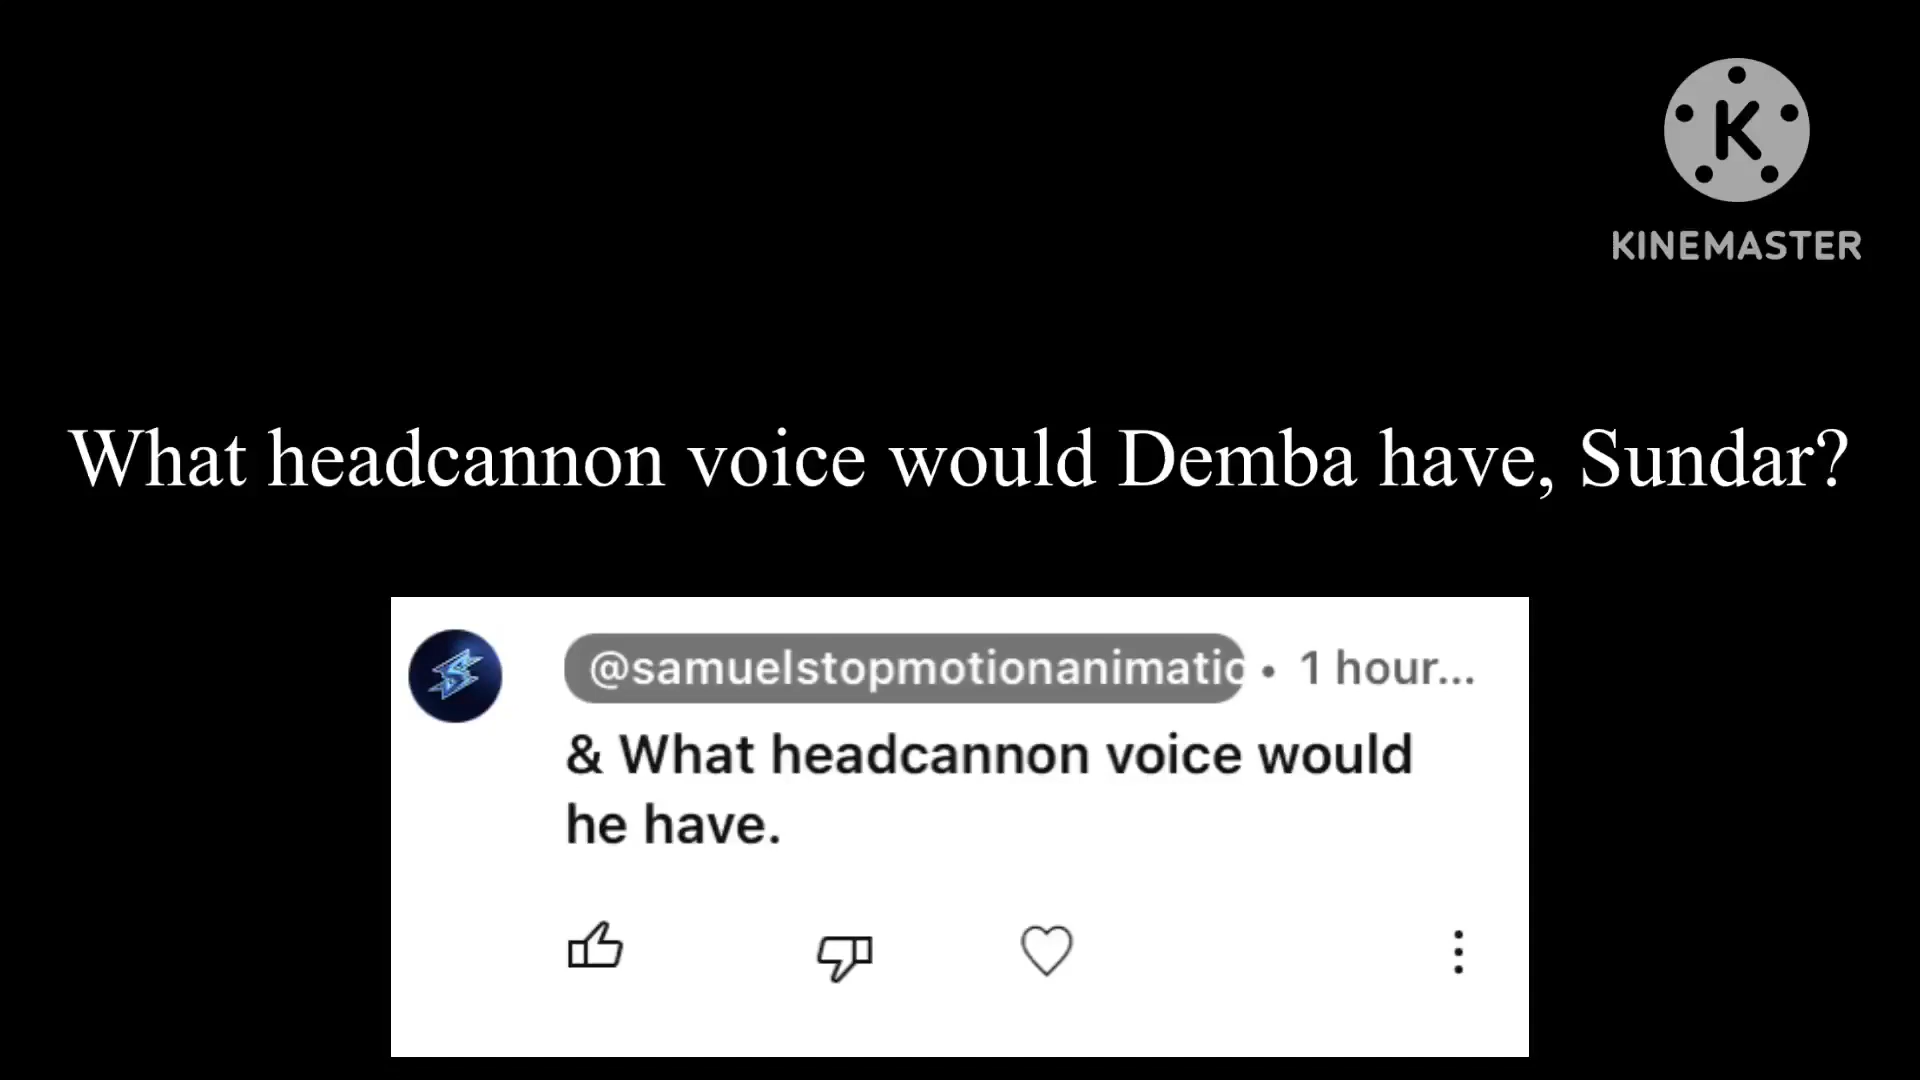 K
KINEMASTER
What headcannon voice would Demba have, Sundar?
@samuelstopmotionanimatic • 1 hour...
& What headcannon voice would
he have.